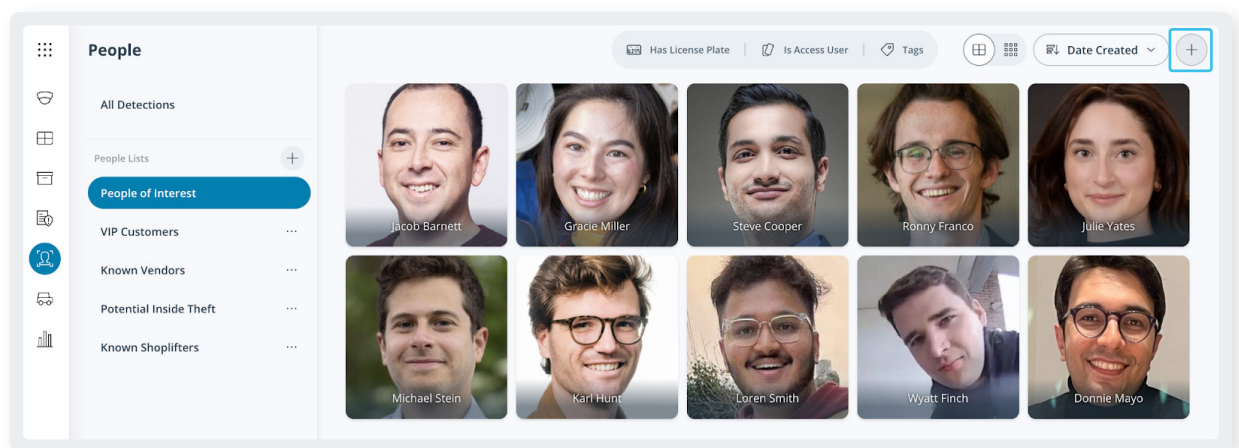 People
Has License Plate
Is Access User
Tags
Date Created
All Detections
People Lists
People of Interest
VIP Customers
Known Vendors
Potential Inside Theft
Known Shoplifters
Jacob Barnett
Gracie Miller
Steve Cooper
Ronny Franco
Julie Yates
Michael Stein
Karl Hunt
Loren Smith
Wyatt Finch
Donnie Mayo